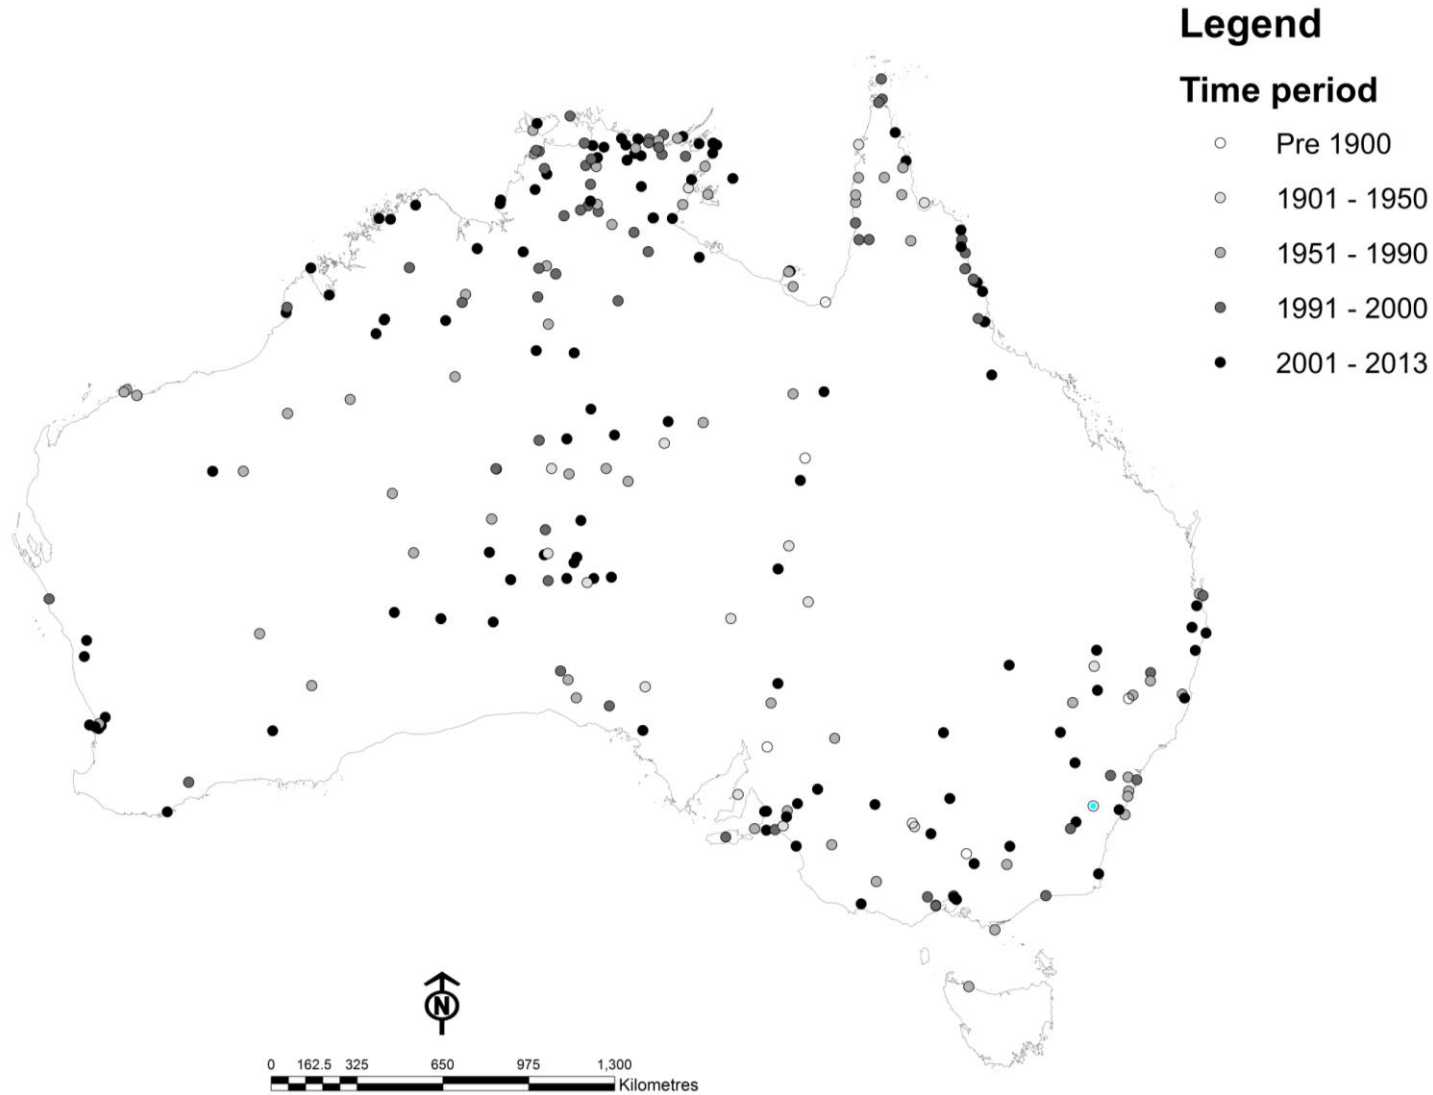 Legend
Time period
Pre 1900
1901 - 1950
1951 - 1990
1991 - 2000
2001 - 2013
N
0 162.5 325 650 975 1,300
Kilometres